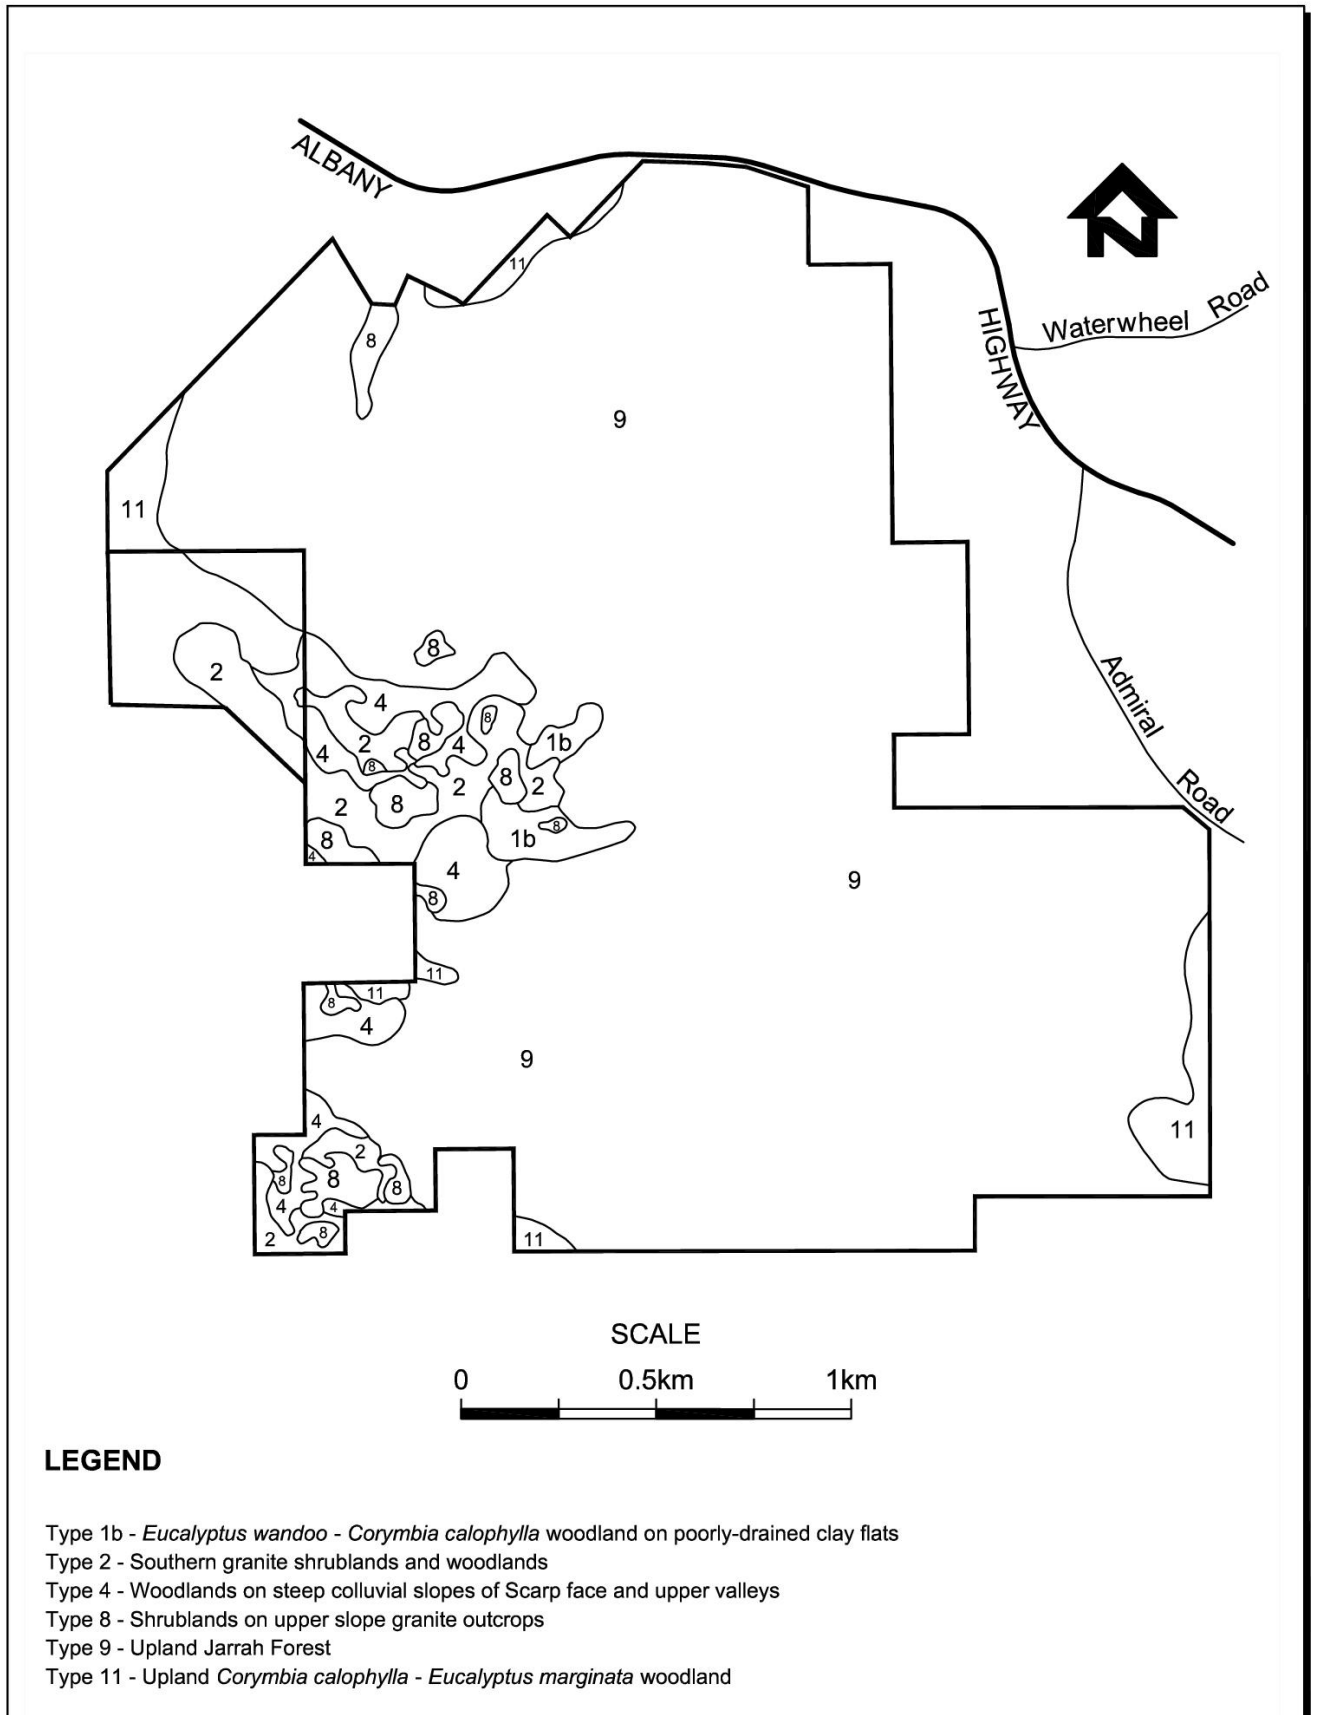 ALBANY
HIGHWAY
N
Waterwheel Road
Admiral Road
11
8
9
11
8
2
4
8
1b
4
2
8
4
8
8
2
8
2
2
8
8
1b
8
4
4
9
8
11
11
8
4
9
4
11
2
8
8
8
4
4
8
2
11
SCALE
0 0.5km 1km
LEGEND
Type 1b - Eucalyptus wandoo - Corymbia calophylla woodland on poorly-drained clay flats
Type 2 - Southern granite shrublands and woodlands
Type 4 - Woodlands on steep colluvial slopes of Scarp face and upper valleys
Type 8 - Shrublands on upper slope granite outcrops
Type 9 - Upland Jarrah Forest
Type 11 - Upland Corymbia calophylla - Eucalyptus marginata woodland